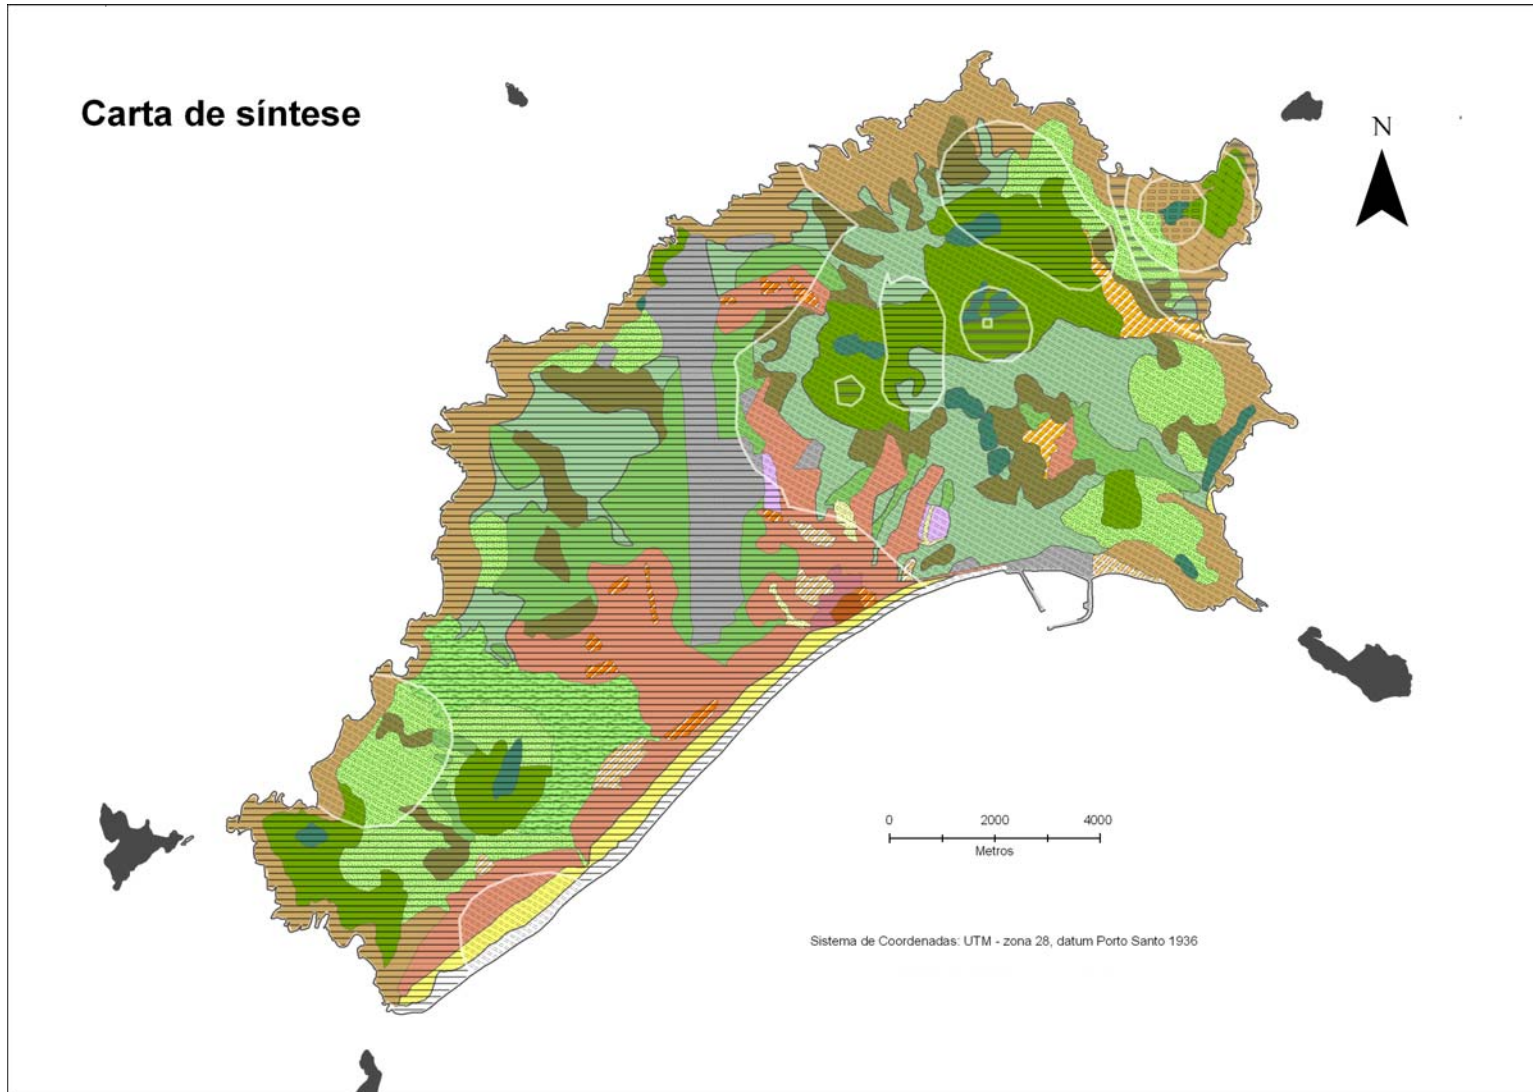 Carta de síntese
N
0 2000 4000
Metros
Sistema de Coordenadas: UTM - zona 28, datum Porto Santo 1936